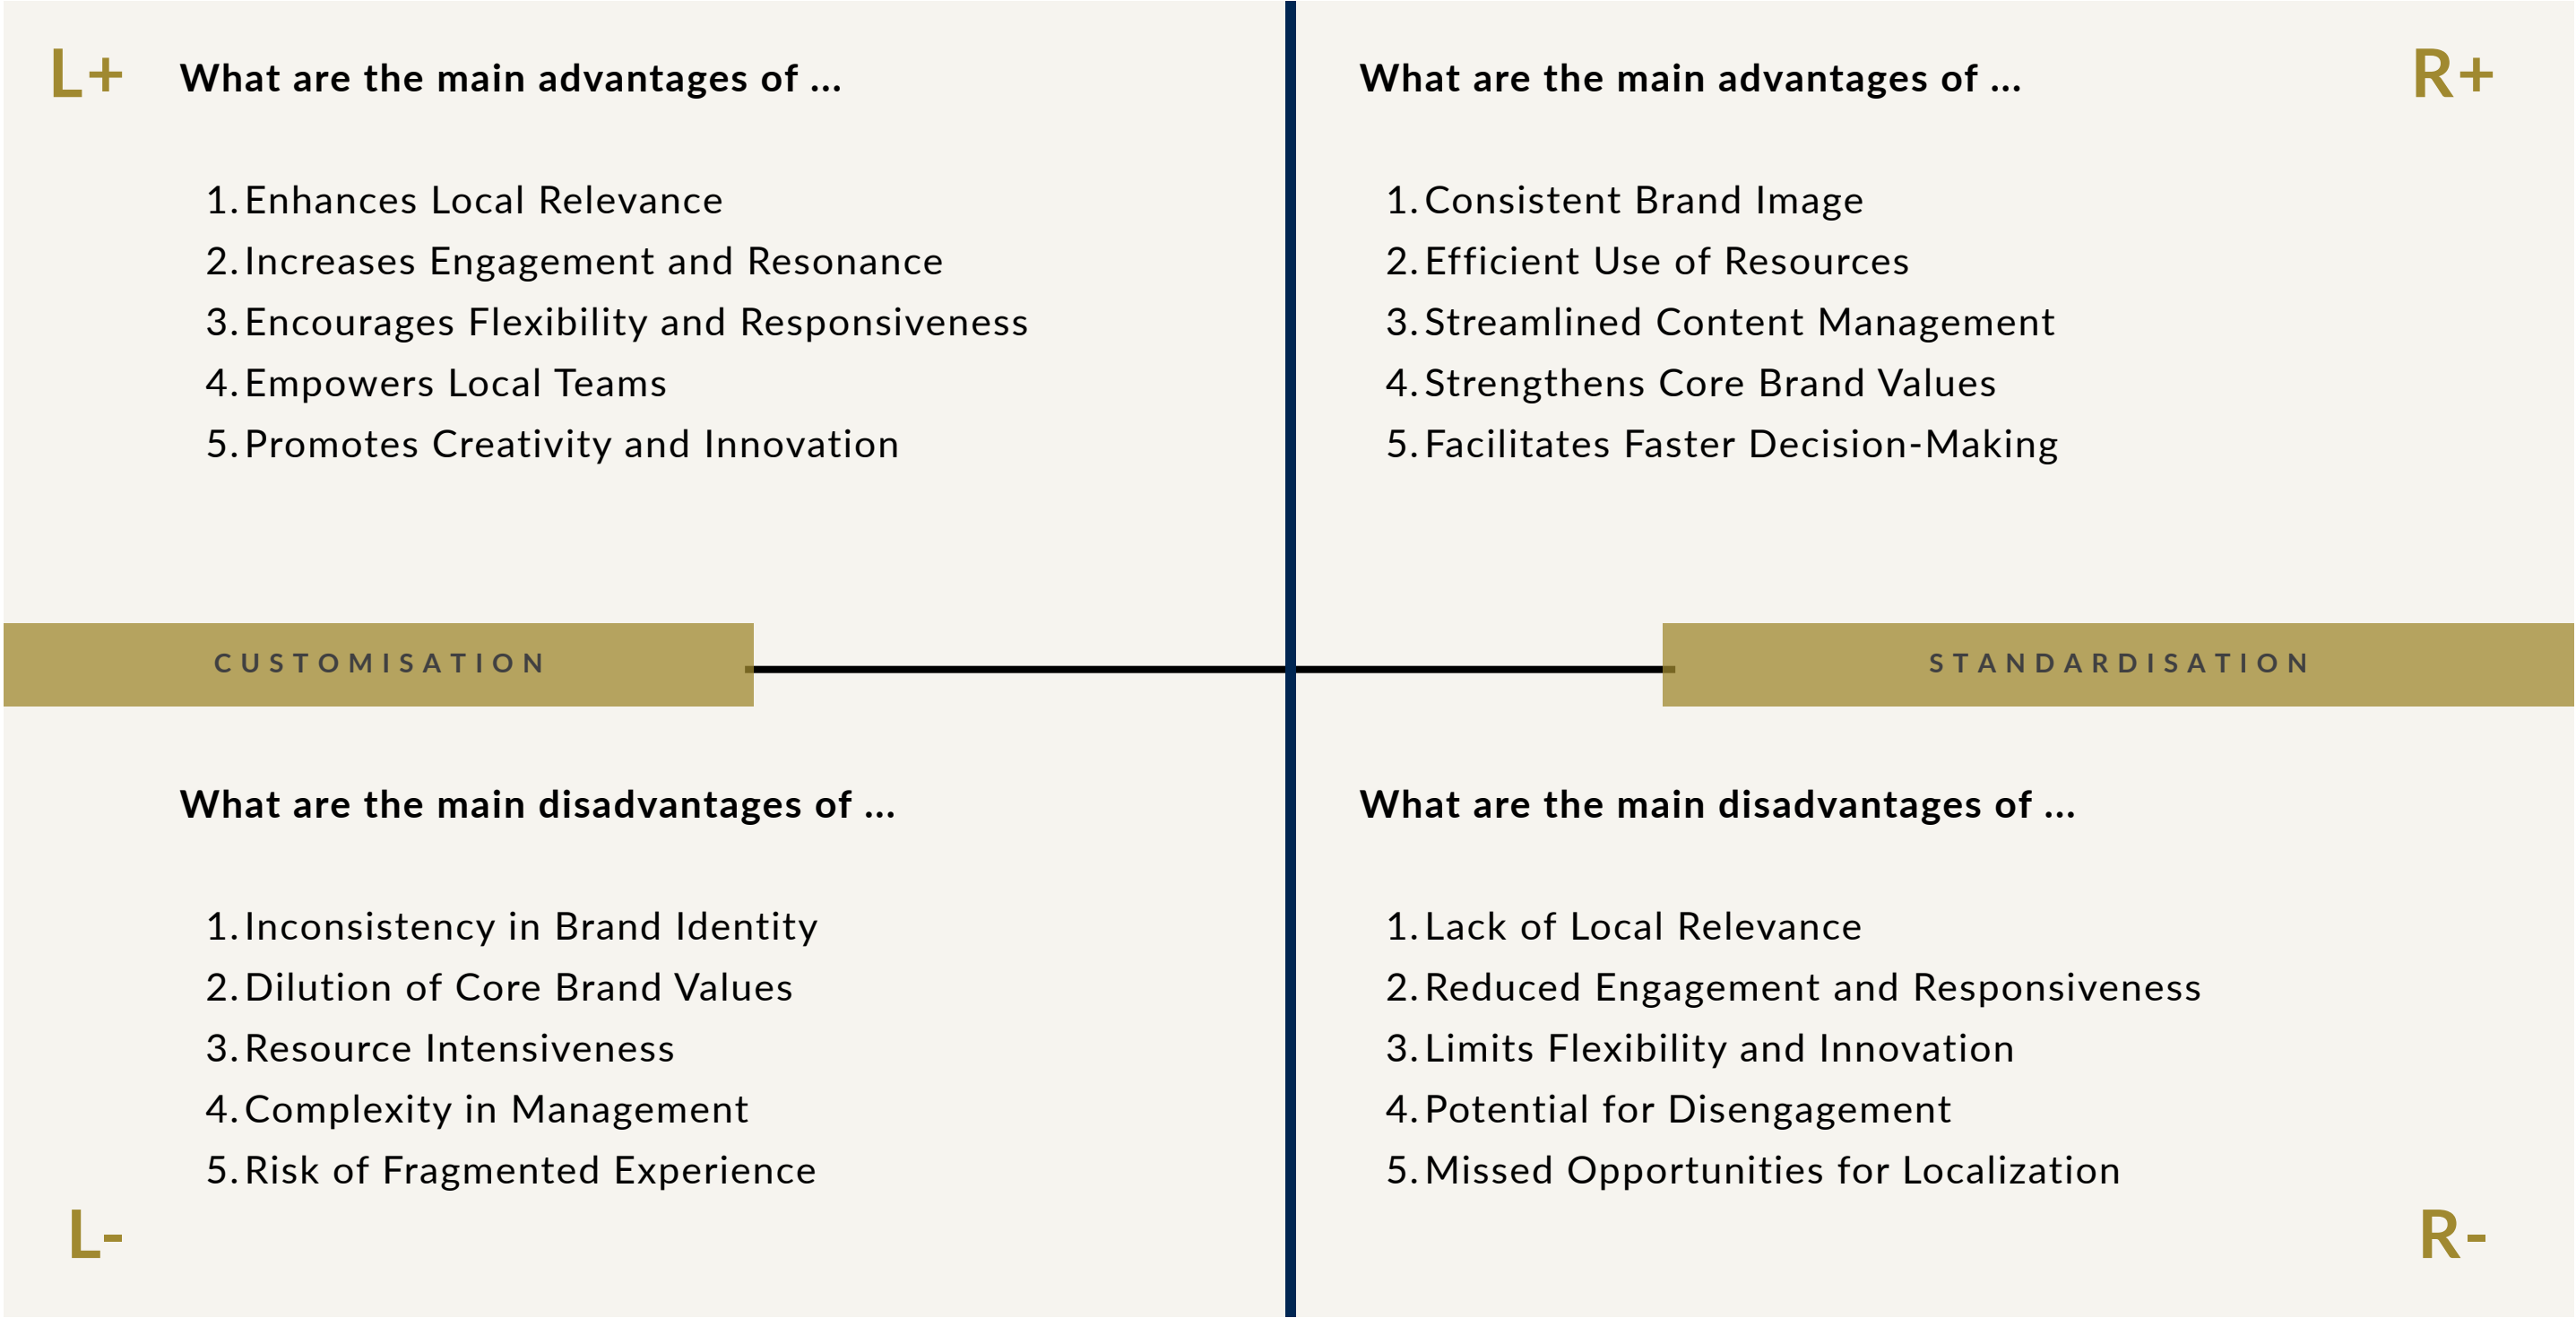 L+
What are the main advantages of ...
1. Enhances Local Relevance
2. Increases Engagement and Resonance
3. Encourages Flexibility and Responsiveness
4. Empowers Local Teams
5. Promotes Creativity and Innovation
R+
What are the main advantages of ...
1. Consistent Brand Image
2. Efficient Use of Resources
3. Streamlined Content Management
4. Strengthens Core Brand Values
5. Facilitates Faster Decision-Making
CUSTOMISATION
STANDARDISATION
What are the main disadvantages of ...
1. Inconsistency in Brand Identity
2. Dilution of Core Brand Values
3. Resource Intensiveness
4. Complexity in Management
5. Risk of Fragmented Experience
L-
What are the main disadvantages of ...
1. Lack of Local Relevance
2. Reduced Engagement and Responsiveness
3. Limits Flexibility and Innovation
4. Potential for Disengagement
5. Missed Opportunities for Localization
R-